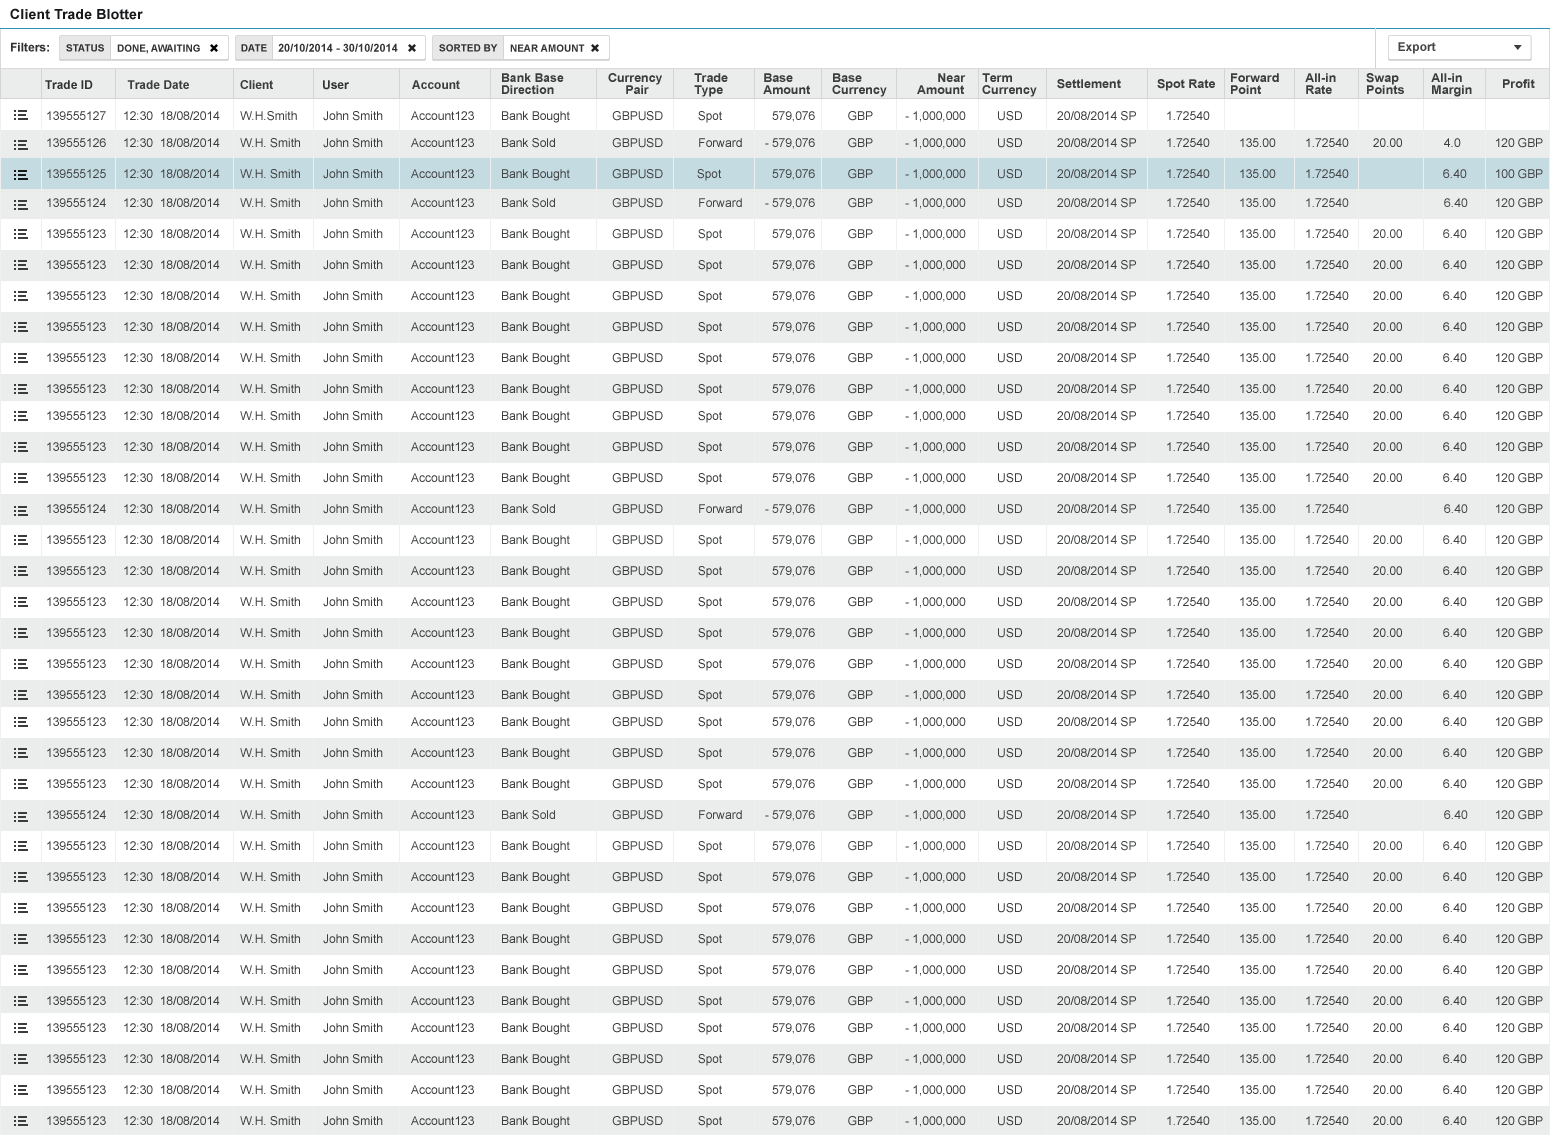 Client Trade Blotter
Filters: STATUS DONE, AWAITING ✖ DATE 20/10/2014 - 30/10/2014 ✖ SORTED BY NEAR AMOUNT ✖ Export
Trade ID Trade Date Client User Account Bank Base Direction Currency Pair Trade Type Base Amount Base Currency Near Amount Term Currency Settlement Spot Rate Forward Point All-in Rate Swap Points All-in Margin Profit
139555127 12:30 18/08/2014 W.H.Smith John Smith Account123 Bank Bought GBPUSD Spot 579,076 GBP - 1,000,000 USD 20/08/2014 SP 1.72540
139555126 12:30 18/08/2014 W.H. Smith John Smith Account123 Bank Sold GBPUSD Forward - 579,076 GBP - 1,000,000 USD 20/08/2014 SP 1.72540 135.00 1.72540 20.00 4.0 120 GBP
139555125 12:30 18/08/2014 W.H. Smith John Smith Account123 Bank Bought GBPUSD Spot 579,076 GBP - 1,000,000 USD 20/08/2014 SP 1.72540 135.00 1.72540 6.40 100 GBP
139555124 12:30 18/08/2014 W.H. Smith John Smith Account123 Bank Sold GBPUSD Forward - 579,076 GBP - 1,000,000 USD 20/08/2014 SP 1.72540 135.00 1.72540 6.40 120 GBP
139555123 12:30 18/08/2014 W.H. Smith John Smith Account123 Bank Bought GBPUSD Spot 579,076 GBP - 1,000,000 USD 20/08/2014 SP 1.72540 135.00 1.72540 20.00 6.40 120 GBP
139555123 12:30 18/08/2014 W.H. Smith John Smith Account123 Bank Bought GBPUSD Spot 579,076 GBP - 1,000,000 USD 20/08/2014 SP 1.72540 135.00 1.72540 20.00 6.40 120 GBP
139555123 12:30 18/08/2014 W.H. Smith John Smith Account123 Bank Bought GBPUSD Spot 579,076 GBP - 1,000,000 USD 20/08/2014 SP 1.72540 135.00 1.72540 20.00 6.40 120 GBP
139555123 12:30 18/08/2014 W.H. Smith John Smith Account123 Bank Bought GBPUSD Spot 579,076 GBP - 1,000,000 USD 20/08/2014 SP 1.72540 135.00 1.72540 20.00 6.40 120 GBP
139555123 12:30 18/08/2014 W.H. Smith John Smith Account123 Bank Bought GBPUSD Spot 579,076 GBP - 1,000,000 USD 20/08/2014 SP 1.72540 135.00 1.72540 20.00 6.40 120 GBP
139555123 12:30 18/08/2014 W.H. Smith John Smith Account123 Bank Bought GBPUSD Spot 579,076 GBP - 1,000,000 USD 20/08/2014 SP 1.72540 135.00 1.72540 20.00 6.40 120 GBP
139555123 12:30 18/08/2014 W.H. Smith John Smith Account123 Bank Bought GBPUSD Spot 579,076 GBP - 1,000,000 USD 20/08/2014 SP 1.72540 135.00 1.72540 20.00 6.40 120 GBP
139555123 12:30 18/08/2014 W.H. Smith John Smith Account123 Bank Bought GBPUSD Spot 579,076 GBP - 1,000,000 USD 20/08/2014 SP 1.72540 135.00 1.72540 20.00 6.40 120 GBP
139555123 12:30 18/08/2014 W.H. Smith John Smith Account123 Bank Bought GBPUSD Spot 579,076 GBP - 1,000,000 USD 20/08/2014 SP 1.72540 135.00 1.72540 20.00 6.40 120 GBP
139555124 12:30 18/08/2014 W.H. Smith John Smith Account123 Bank Sold GBPUSD Forward - 579,076 GBP - 1,000,000 USD 20/08/2014 SP 1.72540 135.00 1.72540 6.40 120 GBP
139555123 12:30 18/08/2014 W.H. Smith John Smith Account123 Bank Bought GBPUSD Spot 579,076 GBP - 1,000,000 USD 20/08/2014 SP 1.72540 135.00 1.72540 20.00 6.40 120 GBP
139555123 12:30 18/08/2014 W.H. Smith John Smith Account123 Bank Bought GBPUSD Spot 579,076 GBP - 1,000,000 USD 20/08/2014 SP 1.72540 135.00 1.72540 20.00 6.40 120 GBP
139555123 12:30 18/08/2014 W.H. Smith John Smith Account123 Bank Bought GBPUSD Spot 579,076 GBP - 1,000,000 USD 20/08/2014 SP 1.72540 135.00 1.72540 20.00 6.40 120 GBP
139555123 12:30 18/08/2014 W.H. Smith John Smith Account123 Bank Bought GBPUSD Spot 579,076 GBP - 1,000,000 USD 20/08/2014 SP 1.72540 135.00 1.72540 20.00 6.40 120 GBP
139555123 12:30 18/08/2014 W.H. Smith John Smith Account123 Bank Bought GBPUSD Spot 579,076 GBP - 1,000,000 USD 20/08/2014 SP 1.72540 135.00 1.72540 20.00 6.40 120 GBP
139555123 12:30 18/08/2014 W.H. Smith John Smith Account123 Bank Bought GBPUSD Spot 579,076 GBP - 1,000,000 USD 20/08/2014 SP 1.72540 135.00 1.72540 20.00 6.40 120 GBP
139555123 12:30 18/08/2014 W.H. Smith John Smith Account123 Bank Bought GBPUSD Spot 579,076 GBP - 1,000,000 USD 20/08/2014 SP 1.72540 135.00 1.72540 20.00 6.40 120 GBP
139555123 12:30 18/08/2014 W.H. Smith John Smith Account123 Bank Bought GBPUSD Spot 579,076 GBP - 1,000,000 USD 20/08/2014 SP 1.72540 135.00 1.72540 20.00 6.40 120 GBP
139555123 12:30 18/08/2014 W.H. Smith John Smith Account123 Bank Bought GBPUSD Spot 579,076 GBP - 1,000,000 USD 20/08/2014 SP 1.72540 135.00 1.72540 20.00 6.40 120 GBP
139555124 12:30 18/08/2014 W.H. Smith John Smith Account123 Bank Sold GBPUSD Forward - 579,076 GBP - 1,000,000 USD 20/08/2014 SP 1.72540 135.00 1.72540 6.40 120 GBP
139555123 12:30 18/08/2014 W.H. Smith John Smith Account123 Bank Bought GBPUSD Spot 579,076 GBP - 1,000,000 USD 20/08/2014 SP 1.72540 135.00 1.72540 20.00 6.40 120 GBP
139555123 12:30 18/08/2014 W.H. Smith John Smith Account123 Bank Bought GBPUSD Spot 579,076 GBP - 1,000,000 USD 20/08/2014 SP 1.72540 135.00 1.72540 20.00 6.40 120 GBP
139555123 12:30 18/08/2014 W.H. Smith John Smith Account123 Bank Bought GBPUSD Spot 579,076 GBP - 1,000,000 USD 20/08/2014 SP 1.72540 135.00 1.72540 20.00 6.40 120 GBP
139555123 12:30 18/08/2014 W.H. Smith John Smith Account123 Bank Bought GBPUSD Spot 579,076 GBP - 1,000,000 USD 20/08/2014 SP 1.72540 135.00 1.72540 20.00 6.40 120 GBP
139555123 12:30 18/08/2014 W.H. Smith John Smith Account123 Bank Bought GBPUSD Spot 579,076 GBP - 1,000,000 USD 20/08/2014 SP 1.72540 135.00 1.72540 20.00 6.40 120 GBP
139555123 12:30 18/08/2014 W.H. Smith John Smith Account123 Bank Bought GBPUSD Spot 579,076 GBP - 1,000,000 USD 20/08/2014 SP 1.72540 135.00 1.72540 20.00 6.40 120 GBP
139555123 12:30 18/08/2014 W.H. Smith John Smith Account123 Bank Bought GBPUSD Spot 579,076 GBP - 1,000,000 USD 20/08/2014 SP 1.72540 135.00 1.72540 20.00 6.40 120 GBP
139555123 12:30 18/08/2014 W.H. Smith John Smith Account123 Bank Bought GBPUSD Spot 579,076 GBP - 1,000,000 USD 20/08/2014 SP 1.72540 135.00 1.72540 20.00 6.40 120 GBP
139555123 12:30 18/08/2014 W.H. Smith John Smith Account123 Bank Bought GBPUSD Spot 579,076 GBP - 1,000,000 USD 20/08/2014 SP 1.72540 135.00 1.72540 20.00 6.40 120 GBP
139555123 12:30 18/08/2014 W.H. Smith John Smith Account123 Bank Bought GBPUSD Spot 579,076 GBP - 1,000,000 USD 20/08/2014 SP 1.72540 135.00 1.72540 20.00 6.40 120 GBP